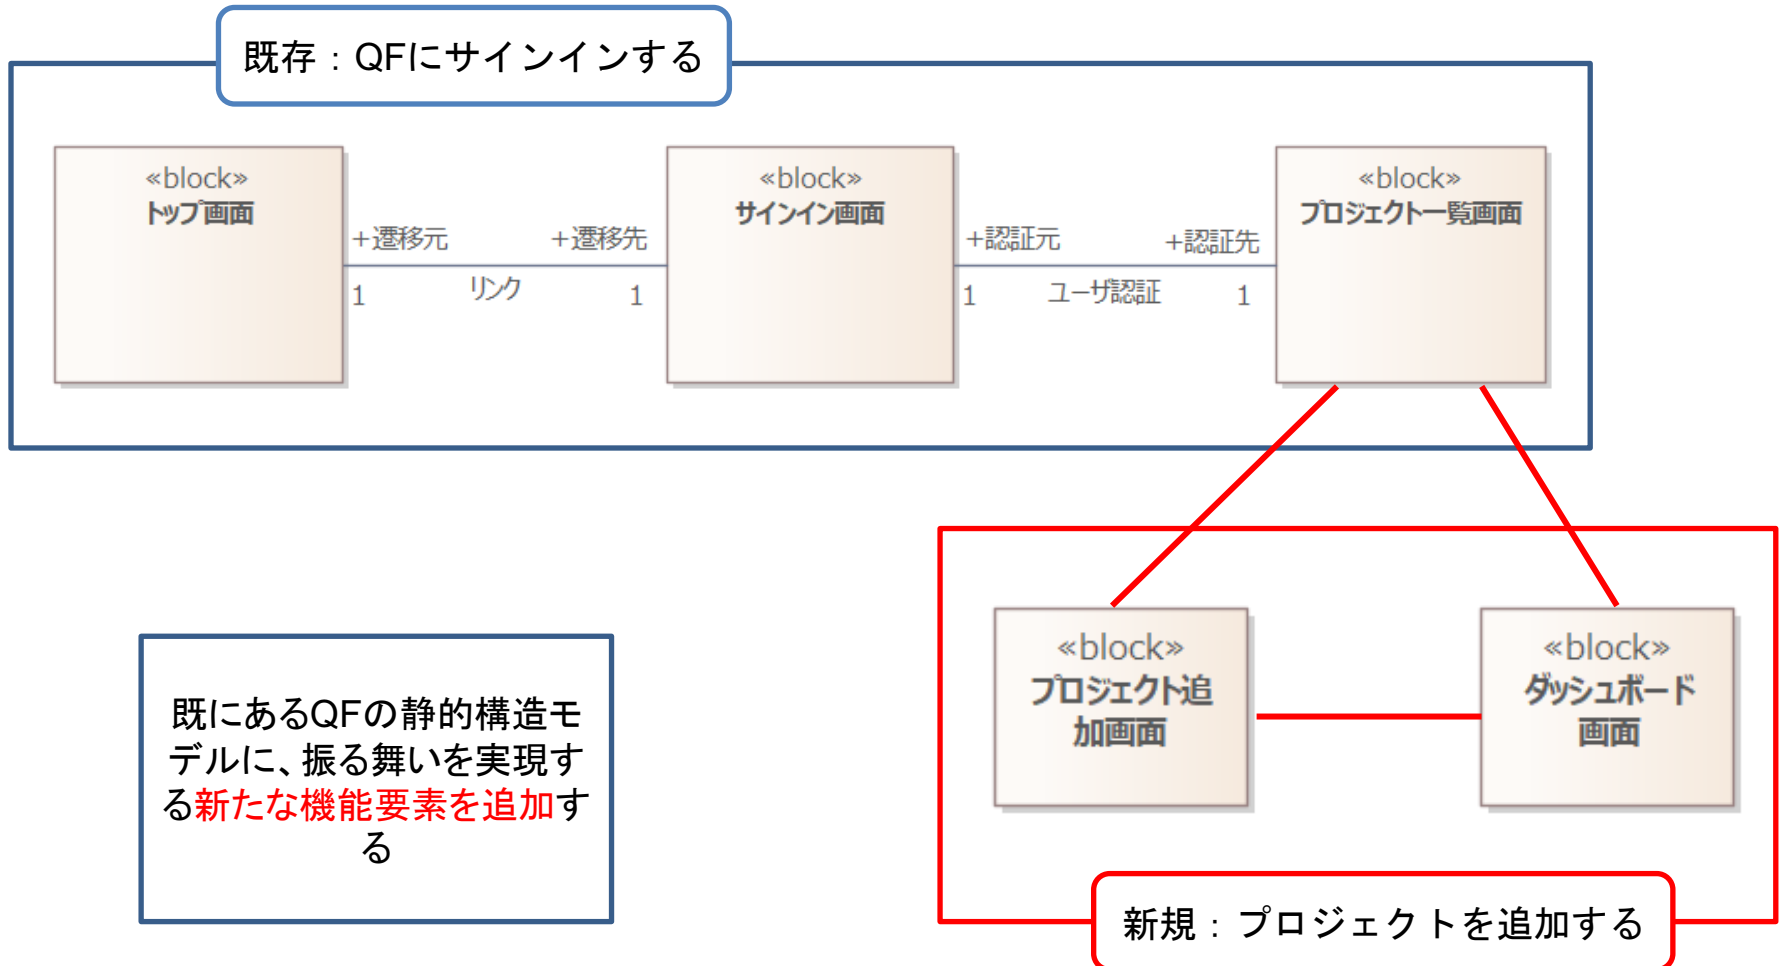 既存：QFにサインインする
«block»
トップ画面
+遷移元
+遷移先
1
リンク
1
«block»
サインイン画面
+認証元
+認証先
1
ユーザ認証
1
«block»
プロジェクト一覧画面
既にあるQFの静的構造モ
デルに、振る舞いを実現す
る新たな機能要素を追加す
る
«block»
プロジェクト追
加画面
«block»
ダッシュボード
画面
新規：プロジェクトを追加する